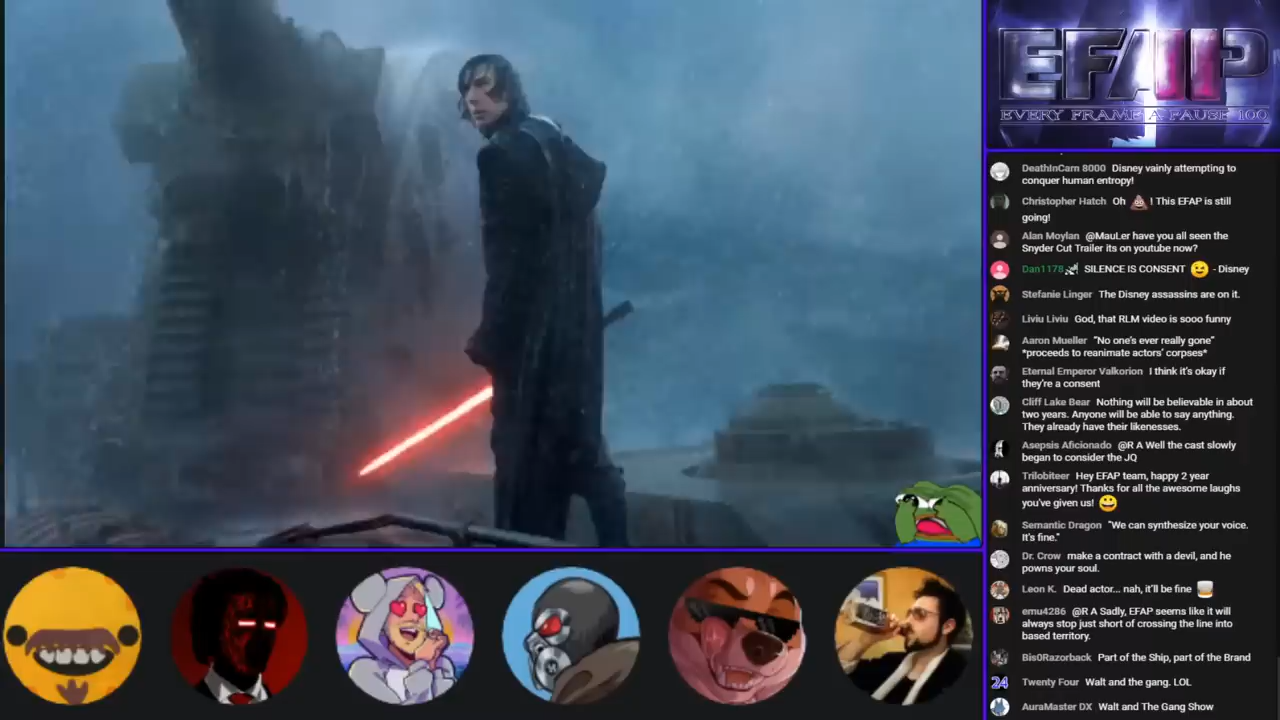 EFAP
EVERY FRAME A PAUSE 100
DeathInCarn 8000 Disney vainly attempting to
conquer human entropy!
Christopher Hatch Oh 💩! This EFAP is still
going!
Alan Moylan @MauLer have you all seen the
Snyder Cut Trailer its on youtube now?
Dan1178 SILENCE IS CONSENT 😉 - Disney
Stefanie Linger The Disney assassins are on it.
Liviu Liviu God, that RLM video is sooo funny
Aaron Mueller “No one’s ever really gone”
*proceeds to reanimate actors’ corpses*
Eternal Emperor Valkorion I think it’s okay if
they’re a consent
Cliff Lake Bear Nothing will be believable in about
two years. Anyone will be able to say anything.
They already have their likenesses.
Asepsis Aficionado @R A Well the cast slowly
began to consider the JQ
Trilobiteer Hey EFAP team, happy 2 year
anniversary! Thanks for all the awesome laughs
you've given us! 😀
Semantic Dragon “We can synthesize your voice.
It’s fine.”
Dr. Crow make a contract with a devil, and he
powns your soul.
Leon K. Dead actor... nah, it’ll be fine 🥃
emu4286 @R A Sadly, EFAP seems like it will
always stop just short of crossing the line into
based territory.
Bis0Razorback Part of the Ship, part of the Brand
24 Twenty Four Walt and the gang. LOL
AuraMaster DX Walt and The Gang Show